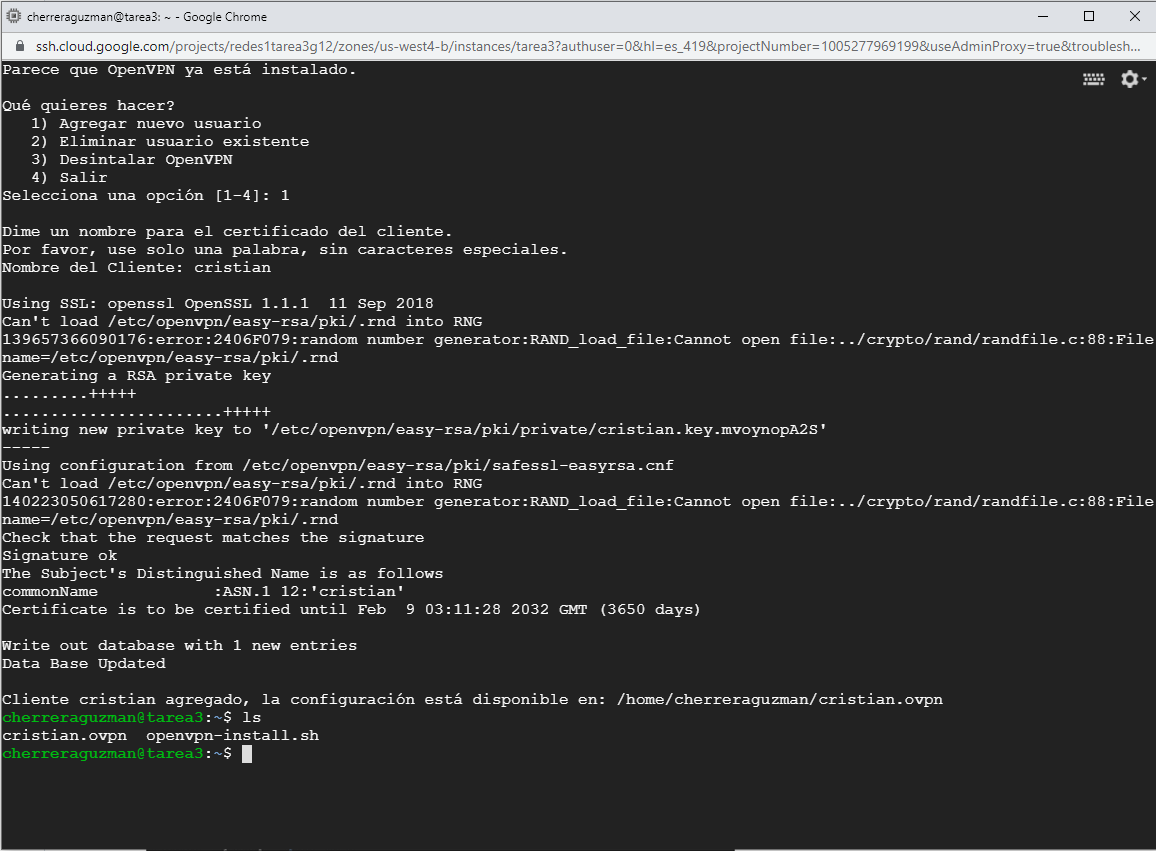 cherreraguzman@tarea3: ~ - Google Chrome
ssh.cloud.google.com/projects/redes1tarea3g12/zones/us-west4-b/instances/tarea3?authuser=0&hl=es_419&projectNumber=1005277969199&useAdminProxy=true&troublesh...
Parece que OpenVPN ya está instalado.
Qué quieres hacer?
1) Agregar nuevo usuario
2) Eliminar usuario existente
3) Desintalar OpenVPN
4) Salir
Selecciona una opción [1-4]: 1
Dime un nombre para el certificado del cliente.
Por favor, use solo una palabra, sin caracteres especiales.
Nombre del Cliente: cristian
Using SSL: openssl OpenSSL 1.1.1  11 Sep 2018
Can't load /etc/openvpn/easy-rsa/pki/.rnd into RNG
139657366090176:error:2406F079:random number generator:RAND_load_file:Cannot open file:../crypto/rand/randfile.c:88:File
name=/etc/openvpn/easy-rsa/pki/.rnd
Generating a RSA private key
.........+++++
.......................+++++
writing new private key to '/etc/openvpn/easy-rsa/pki/private/cristian.key.mvoynopA2S'
-----
Using configuration from /etc/openvpn/easy-rsa/pki/safessl-easyrsa.cnf
Can't load /etc/openvpn/easy-rsa/pki/.rnd into RNG
140223050617280:error:2406F079:random number generator:RAND_load_file:Cannot open file:../crypto/rand/randfile.c:88:File
name=/etc/openvpn/easy-rsa/pki/.rnd
Check that the request matches the signature
Signature ok
The Subject's Distinguished Name is as follows
commonName            :ASN.1 12:'cristian'
Certificate is to be certified until Feb  9 03:11:28 2032 GMT (3650 days)
Write out database with 1 new entries
Data Base Updated
Cliente cristian agregado, la configuración está disponible en: /home/cherreraguzman/cristian.ovpn
cherreraguzman@tarea3:~$ ls
cristian.ovpn  openvpn-install.sh
cherreraguzman@tarea3:~$